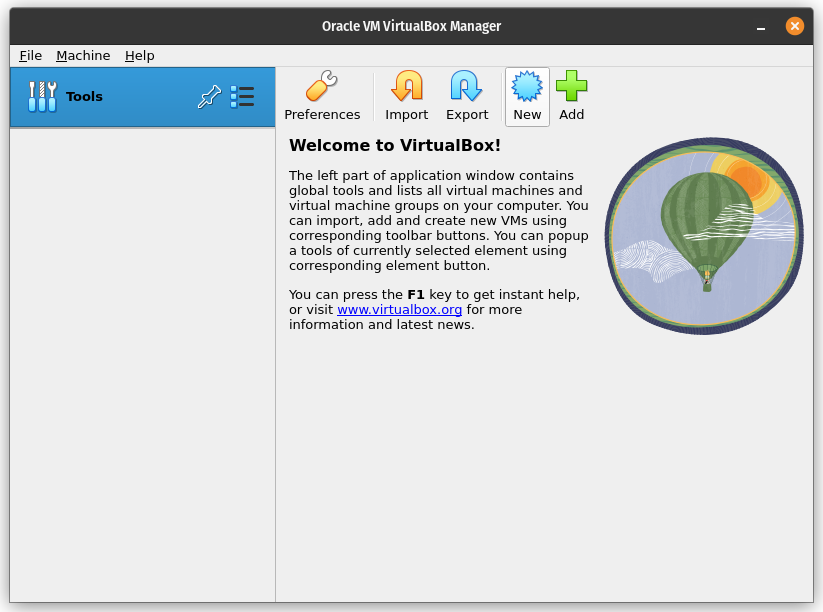 Oracle VM VirtualBox Manager
File Machine Help
Tools
Preferences Import Export New Add
Welcome to VirtualBox!
The left part of application window contains
global tools and lists all virtual machines and
virtual machine groups on your computer. You
can import, add and create new VMs using
corresponding toolbar buttons. You can popup
a tools of currently selected element using
corresponding element button.
You can press the F1 key to get instant help,
or visit www.virtualbox.org for more
information and latest news.